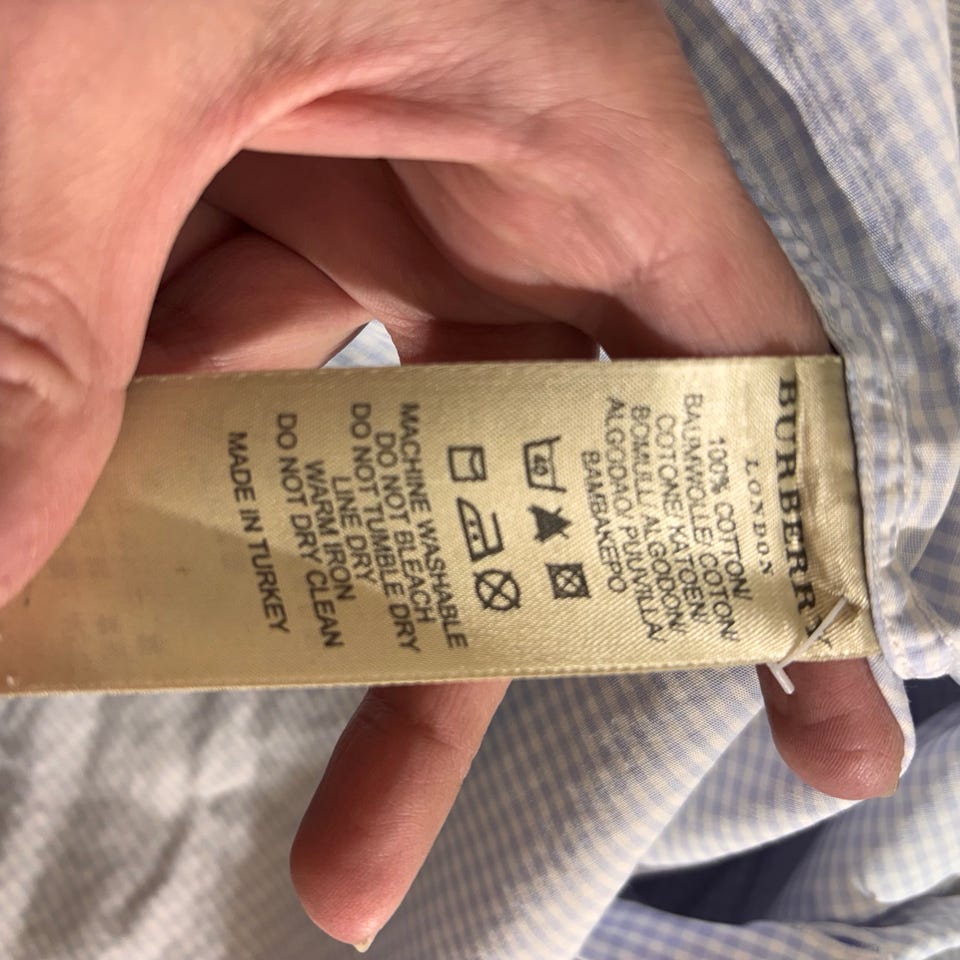 BURBERRY
LONDON
100% COTTON/
BAUMWOLLE/ COTON/
COTONE/ KATOEN/
BOMULL/ ALGODON/
ALGODAO/ PUUVILLA/
BAMBAKEPO
40
MACHINE WASHABLE
DO NOT BLEACH
DO NOT TUMBLE DRY
LINE DRY
WARM IRON
DO NOT DRY CLEAN
MADE IN TURKEY